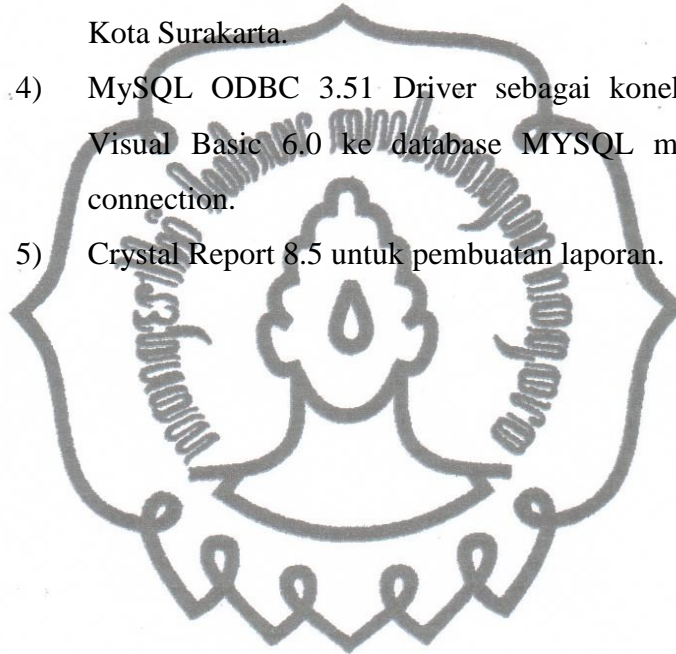 Kota Surakarta.
4) MySQL ODBC 3.51 Driver sebagai
Visual Basic 6.0 ke database MYSQL
connection.
5) Crystal Report 8.5 untuk pembuatan laporan.